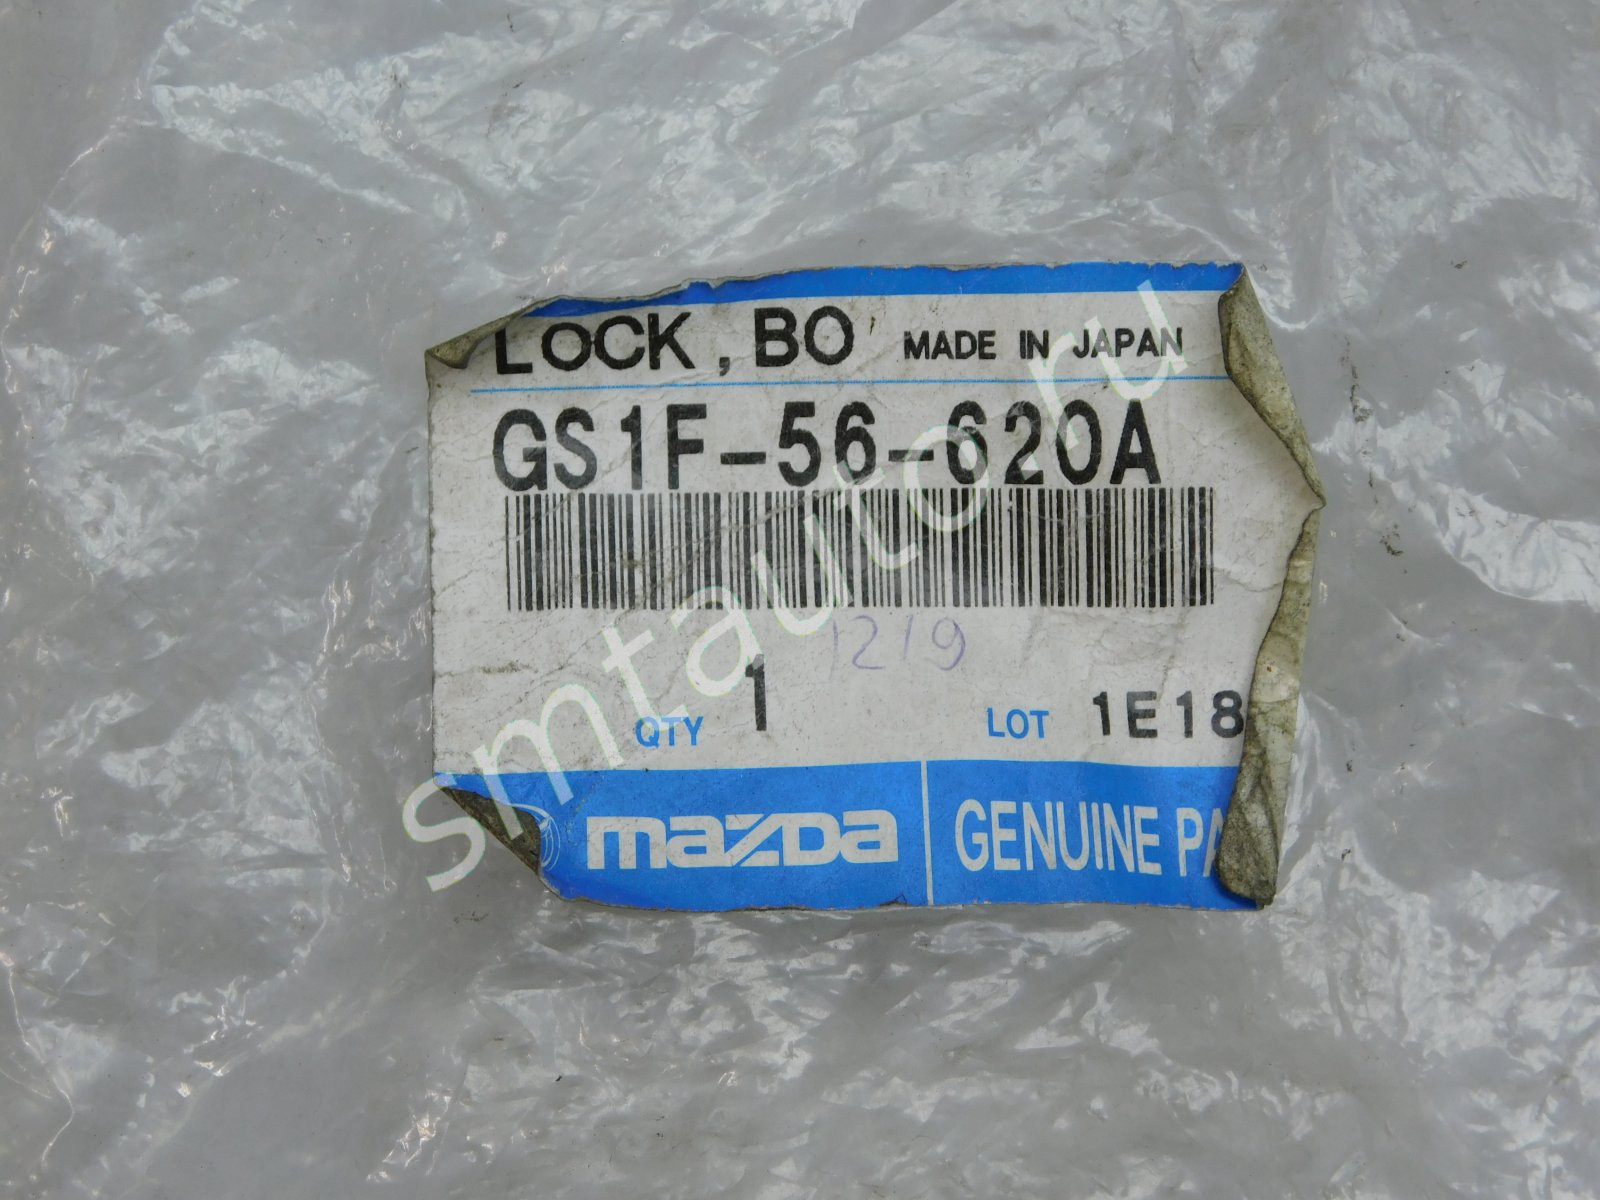 LOCK, BO MADE IN JAPAN
GS1F-56-620A
1219
QTY 1 LOT 1E18
mazda GENUINE PA
smtauto.ru